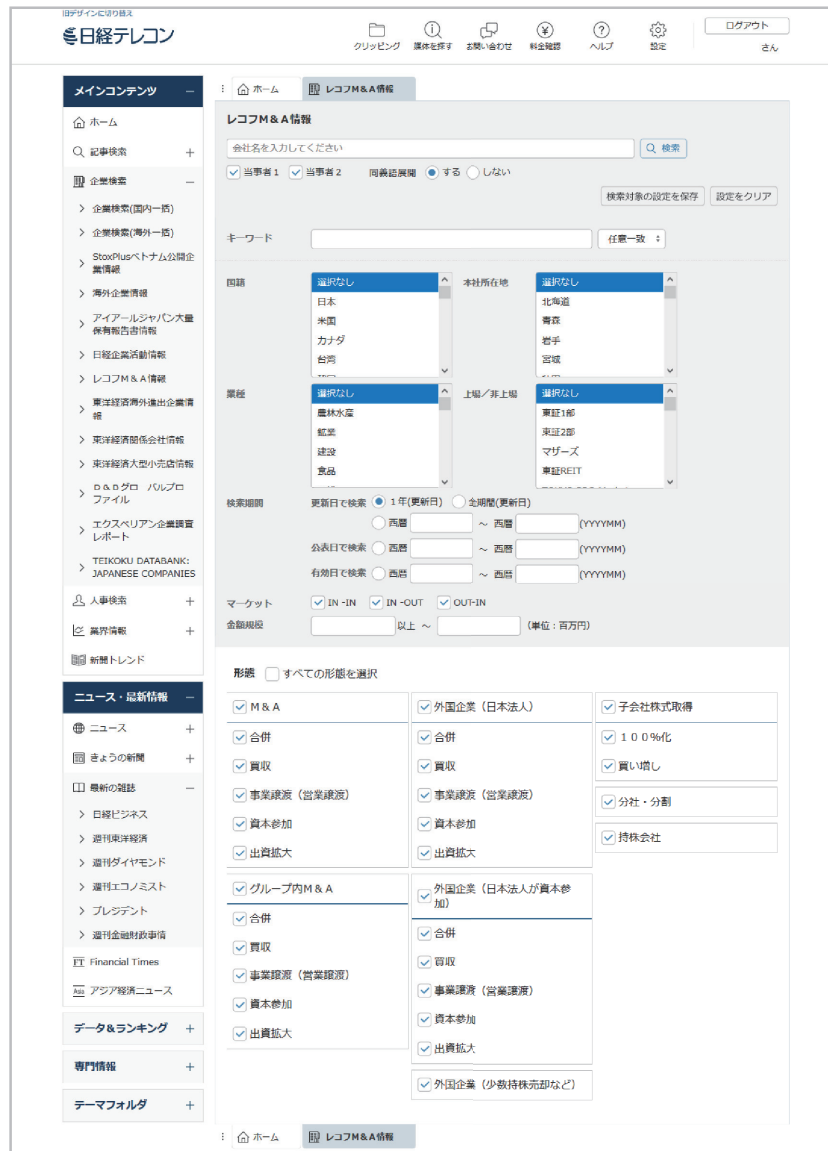 旧デザインに切り替え
日経テレコン
クリッピング
媒体を探す
お問い合わせ
料金確認
ヘルプ
設定
ログアウト
さん
メインコンテンツ
ホーム
記事検索
企業検索
企業検索(国内一括)
企業検索(海外一括)
StoxPlusベトナム公開企
業情報
海外企業情報
アイアールジャパン大量
保有報告書情報
日経企業活動情報
レコフM&A情報
東洋経済海外進出企業情
報
東洋経済関係会社情報
東洋経済大型小売店情報
D&Bグローバルプロ
ファイル
エクスペリアン企業調査
レポート
TEIKOKU DATABANK:
JAPANESE COMPANIES
人事検索
業界情報
新聞トレンド
ニュース・最新情報
ニュース
きょうの新聞
最新の雑誌
日経ビジネス
週刊東洋経済
週刊ダイヤモンド
週刊エコノミスト
プレジデント
週刊金融財政事情
FT Financial Times
Asia アジア経済ニュース
データ&ランキング
専門情報
テーマフォルダ
ホーム
レコフM&A情報
レコフM&A情報
会社名を入力してください
検索
当事者1 当事者2 同義語展開 する しない
検索対象の設定を保存 設定をクリア
キーワード
任意一致
国籍
選択なし
日本
米国
カナダ
台湾
本社所在地
選択なし
北海道
青森
岩手
宮城
業種
選択なし
農林水産
鉱業
建設
食品
上場/非上場
選択なし
東証1部
東証2部
マザーズ
東証REIT
検索期間 更新日で検索 1年(更新日) 全期間(更新日)
西暦 ～ 西暦 (YYYYMM)
公表日で検索 西暦 ～ 西暦 (YYYYMM)
有効日で検索 西暦 ～ 西暦 (YYYYMM)
マーケット IN-IN IN-OUT OUT-IN
金額規模 以上 ～ (単位：百万円)
形態 すべての形態を選択
M&A
合併
買収
事業譲渡（営業譲渡）
資本参加
出資拡大
外国企業（日本法人）
合併
買収
事業譲渡（営業譲渡）
資本参加
出資拡大
子会社株式取得
１００％化
買い増し
分社・分割
持株会社
グループ内M&A
合併
買収
事業譲渡（営業譲渡）
資本参加
出資拡大
外国企業（日本法人が資本参
加）
合併
買収
事業譲渡（営業譲渡）
資本参加
出資拡大
外国企業（少数持株売却など）
ホーム
レコフM&A情報